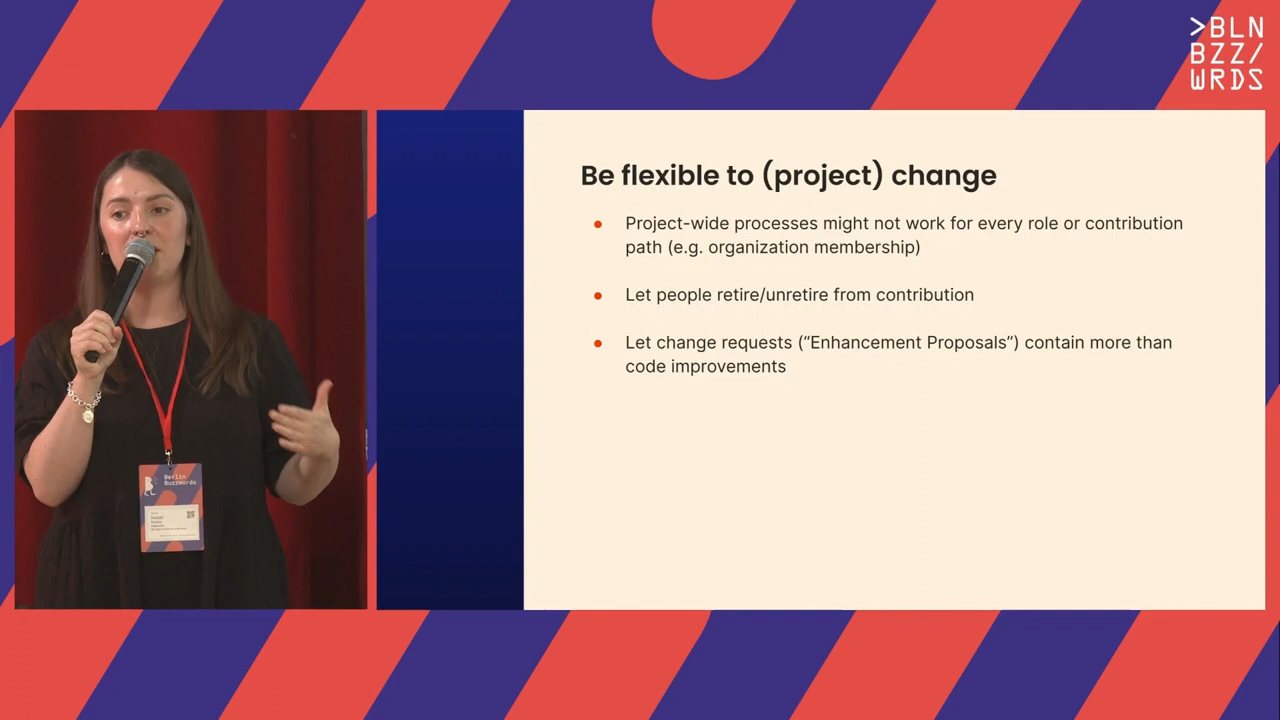 >BLN
BZZ/
WRDS
Be flexible to (project) change
Project-wide processes might not work for every role or contribution
path (e.g. organization membership)
Let people retire/unretire from contribution
Let change requests (“Enhancement Proposals”) contain more than
code improvements
Berlin
Buzzwords